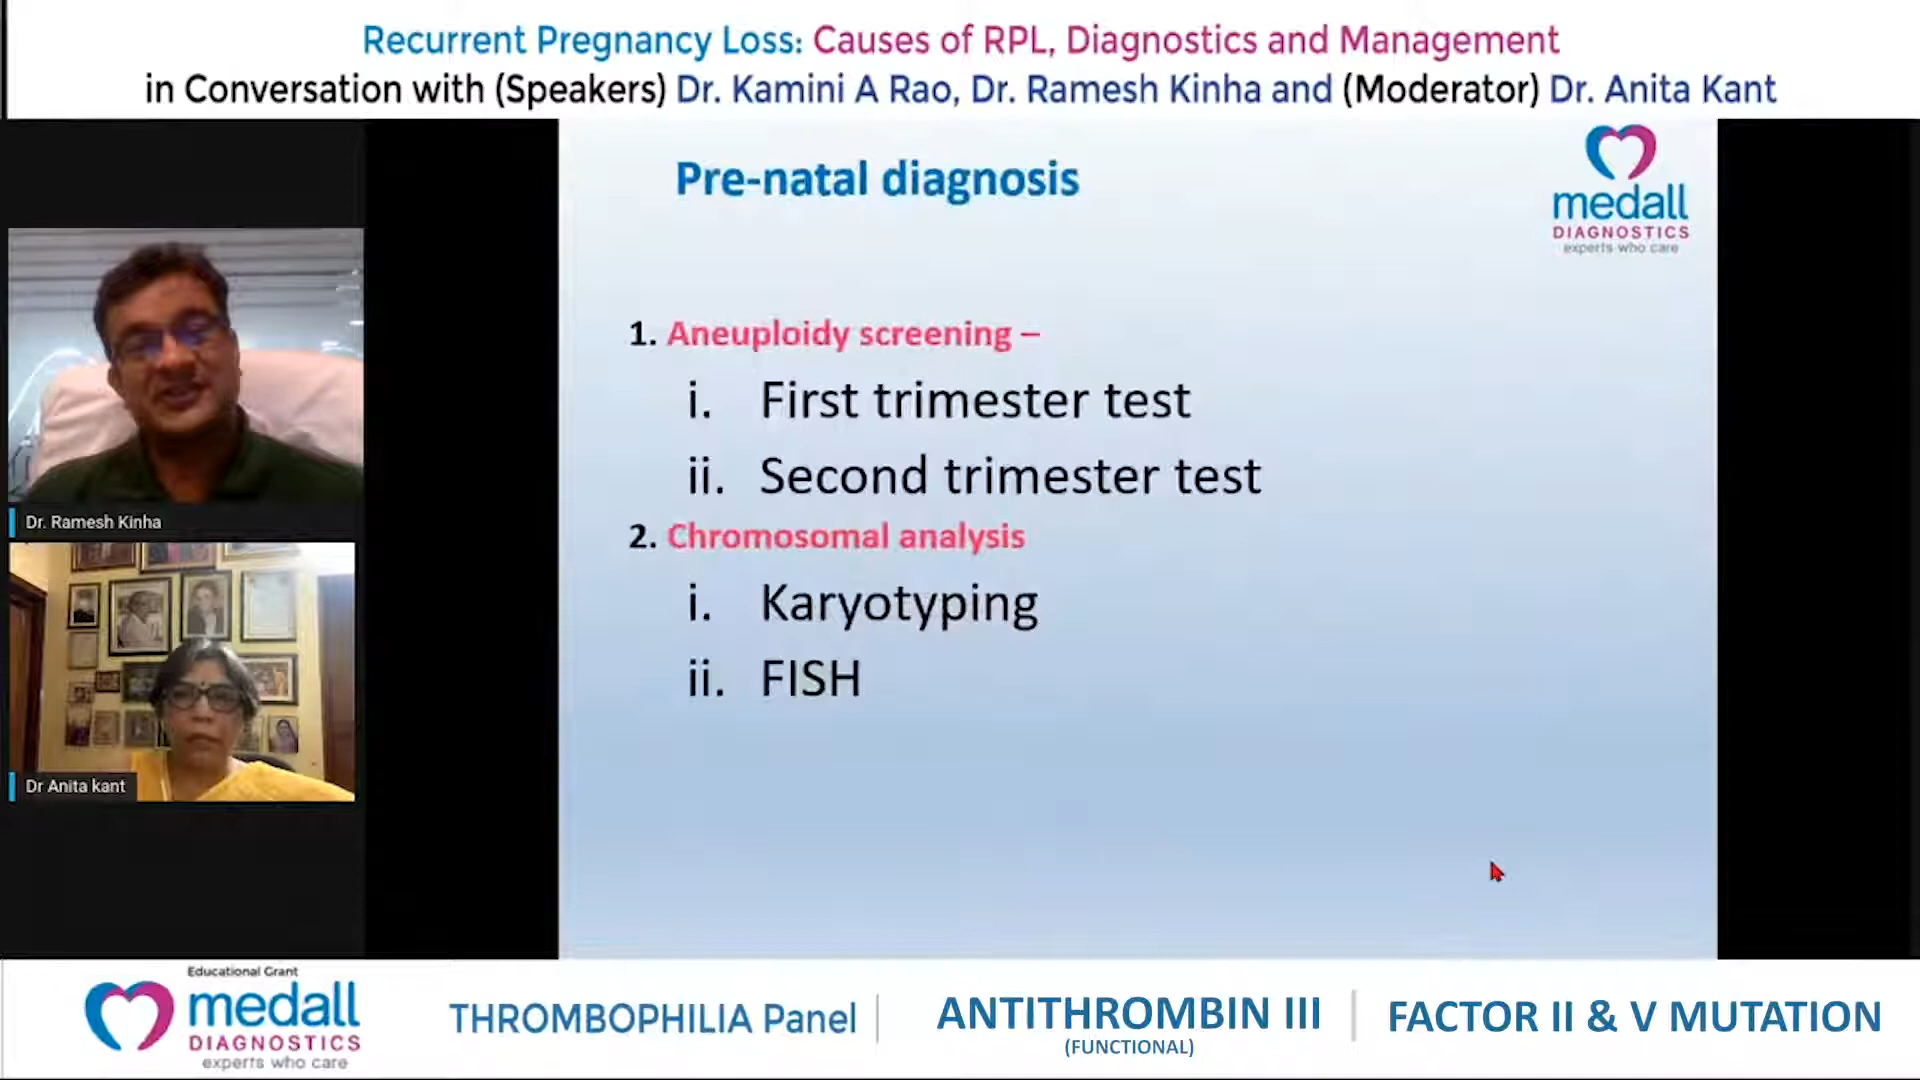 Recurrent Pregnancy Loss: Causes of RPL, Diagnostics and Management
in Conversation with (Speakers) Dr. Kamini A Rao, Dr. Ramesh Kinha and (Moderator) Dr. Anita Kant
Pre-natal diagnosis
medall
DIAGNOSTICS
experts who care
1. Aneuploidy screening –
i. First trimester test
ii. Second trimester test
2. Chromosomal analysis
i. Karyotyping
ii. FISH
Dr. Ramesh Kinha
Dr Anita kant
Educational Grant
medall
DIAGNOSTICS
experts who care
THROMBOPHILIA Panel
ANTITHROMBIN III
(FUNCTIONAL)
FACTOR II & V MUTATION